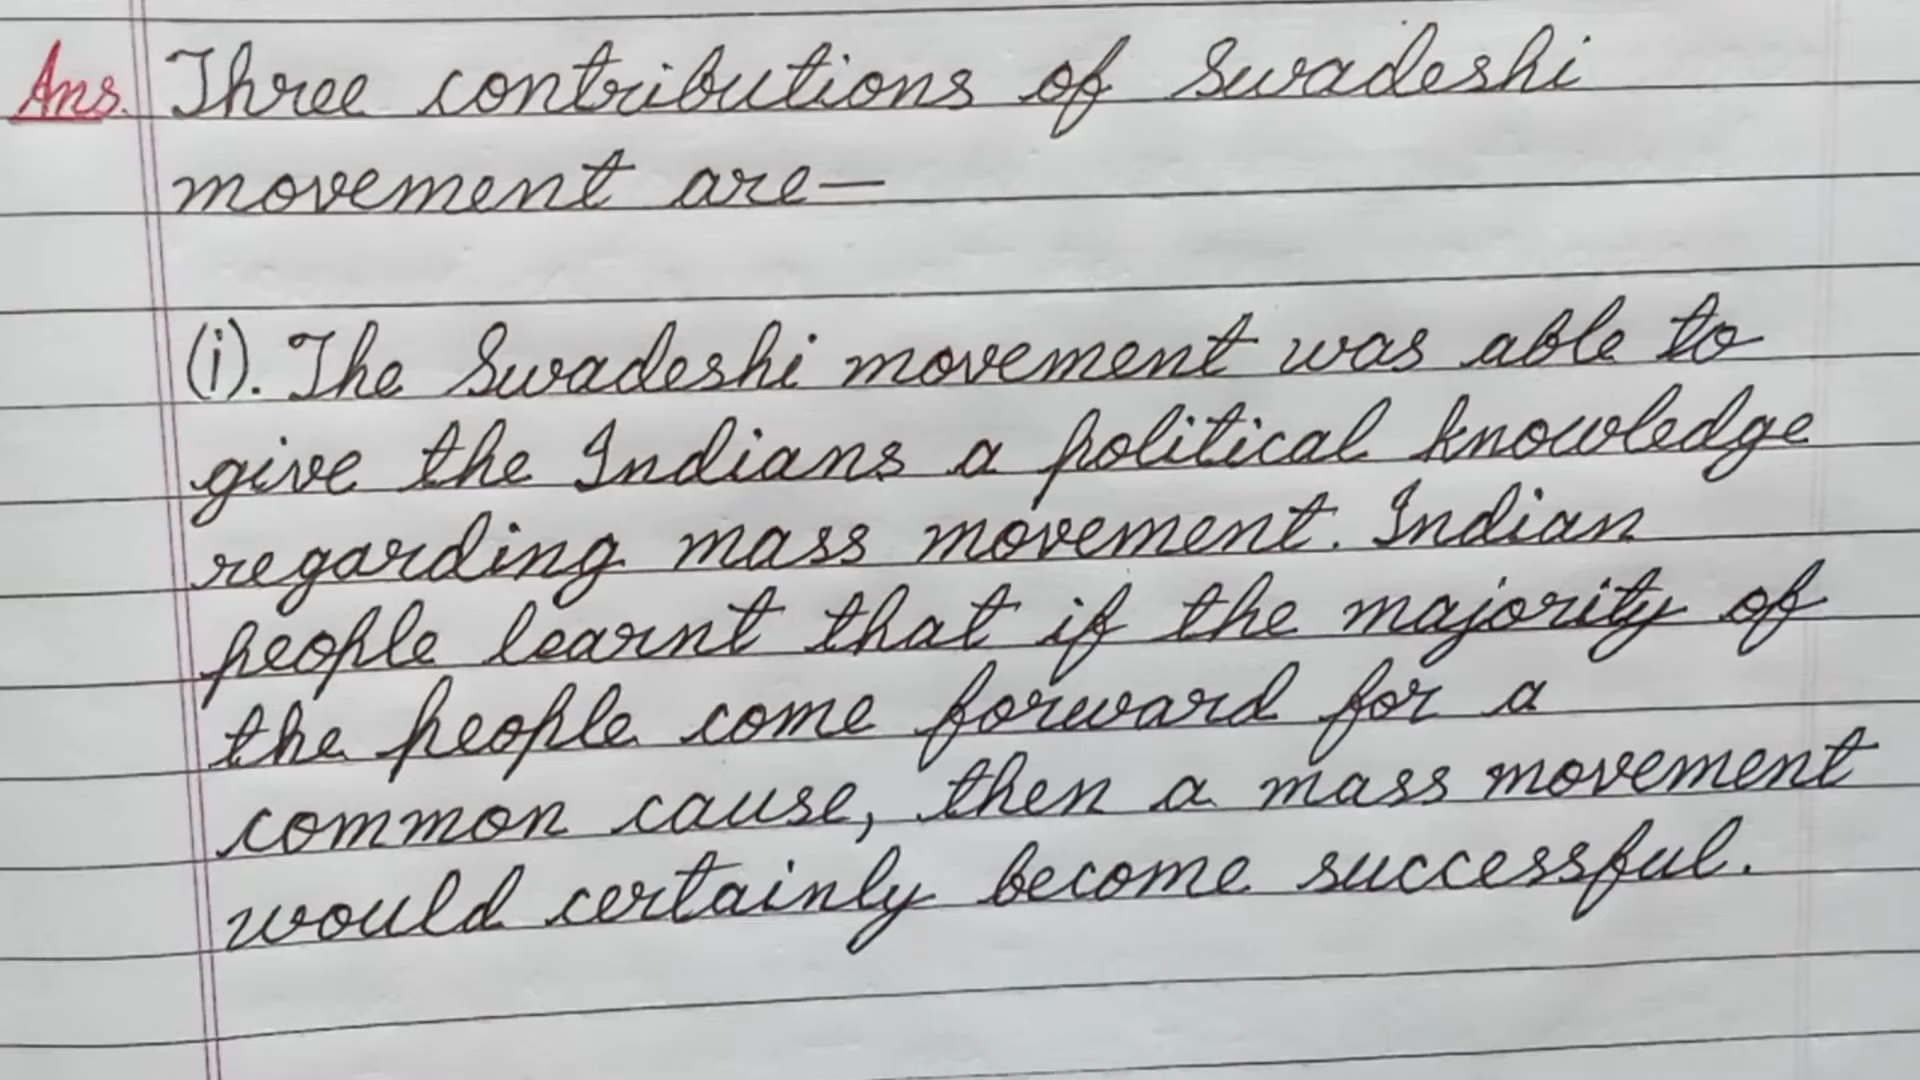 Ans. Three contributions of Swadeshi
movement are—
(i). The Swadeshi movement was able to
give the Indians a political knowledge
regarding mass movement. Indian
people learnt that if the majority of
the people come forward for a
common cause, then a mass movement
would certainly become successful.